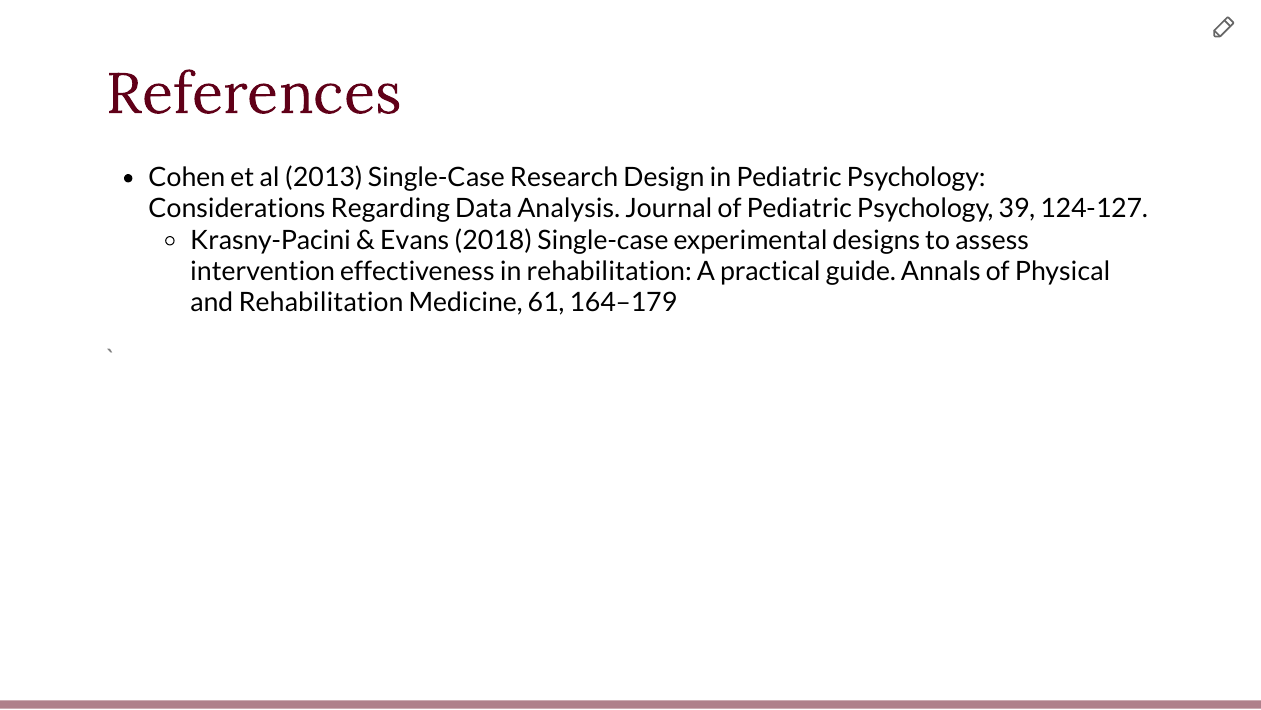 References
• Cohen et al (2013) Single-Case Research Design in Pediatric Psychology:
Considerations Regarding Data Analysis. Journal of Pediatric Psychology, 39, 124-127.
◦ Krasny-Pacini & Evans (2018) Single-case experimental designs to assess
intervention effectiveness in rehabilitation: A practical guide. Annals of Physical
and Rehabilitation Medicine, 61, 164–179
`